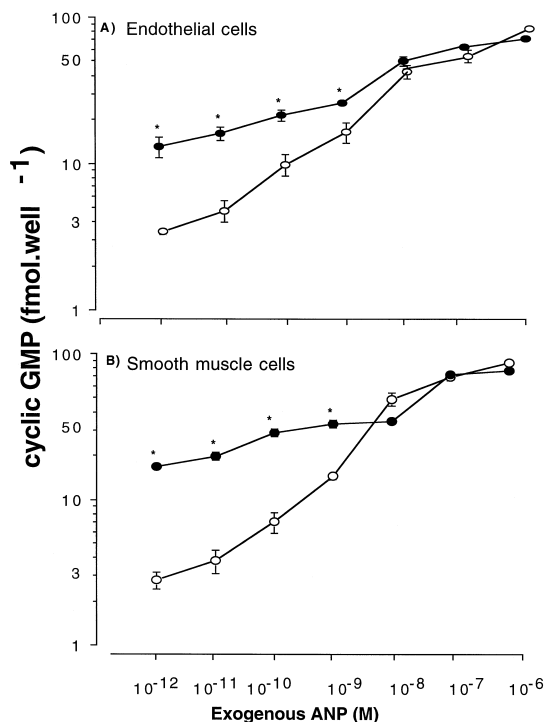 A) Endothelial cells
100
50
10
3
1
cyclic GMP (fmol.well -1)
B) Smooth muscle cells
100
50
10
3
1
* * * *
* * * *
10-12 10-11 10-10 10-9 10-8 10-7 10-6
Exogenous ANP (M)